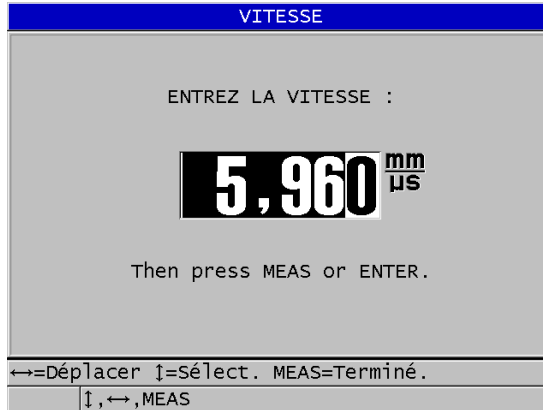 VITESSE
ENTREZ LA VITESSE :
5,960 mm/µs
Then press MEAS or ENTER.
↔=Déplacer ↕=Sélect. MEAS=Terminé.
↕,↔,MEAS